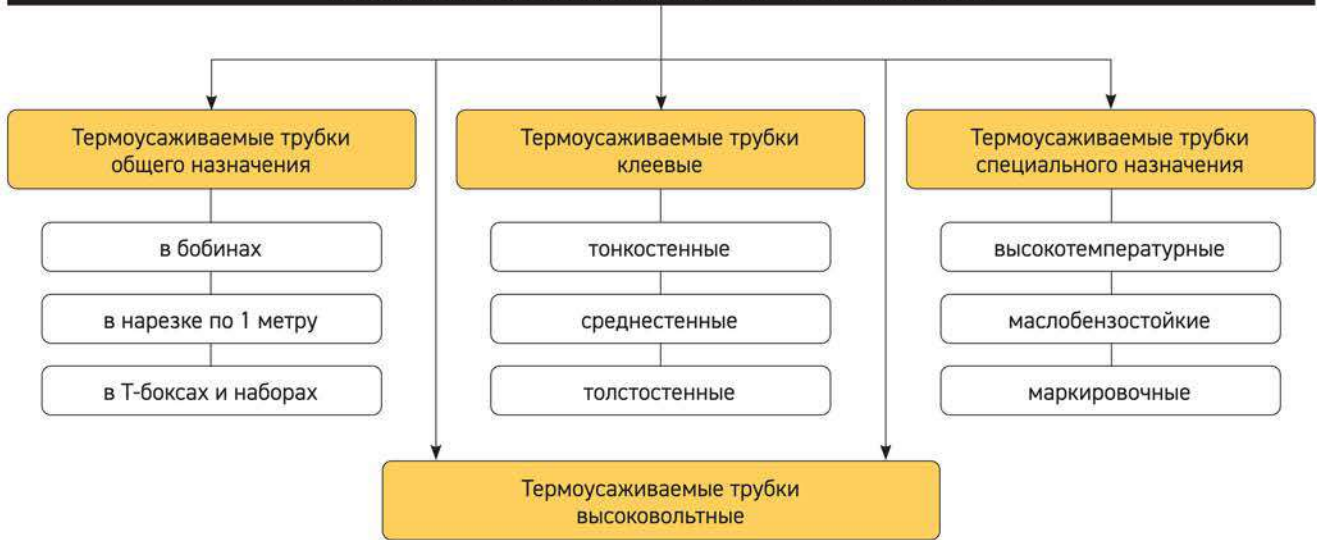 Термоусаживаемые трубки
общего назначения
в бобинах
в нарезке по 1 метру
в Т-боксах и наборах
Термоусаживаемые трубки
клеевые
тонкостенные
среднестенные
толстостенные
Термоусаживаемые трубки
специального назначения
высокотемпературные
маслобензостойкие
маркировочные
Термоусаживаемые трубки
высоковольтные